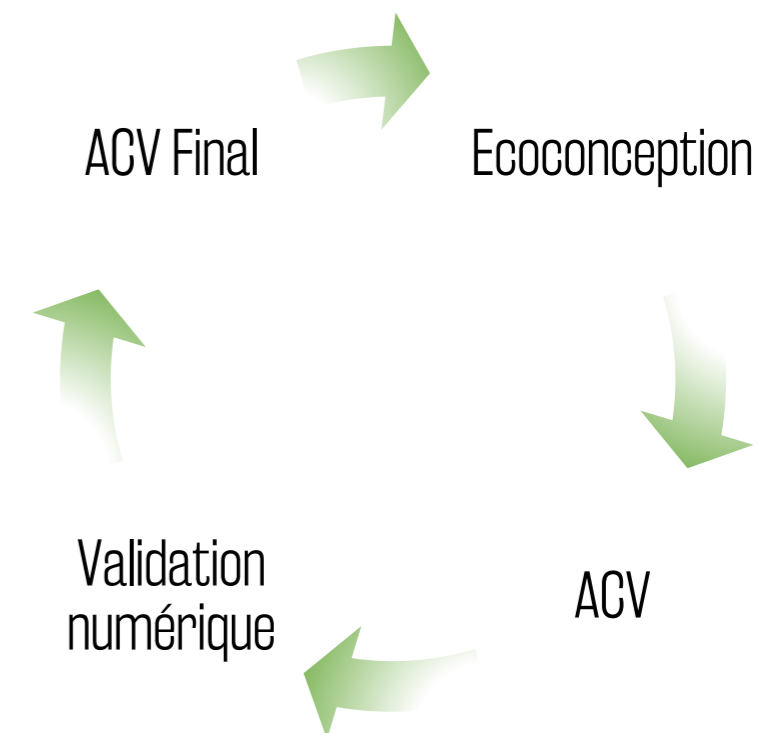 ACV Final
Ecoconception
Validation
numérique
ACV